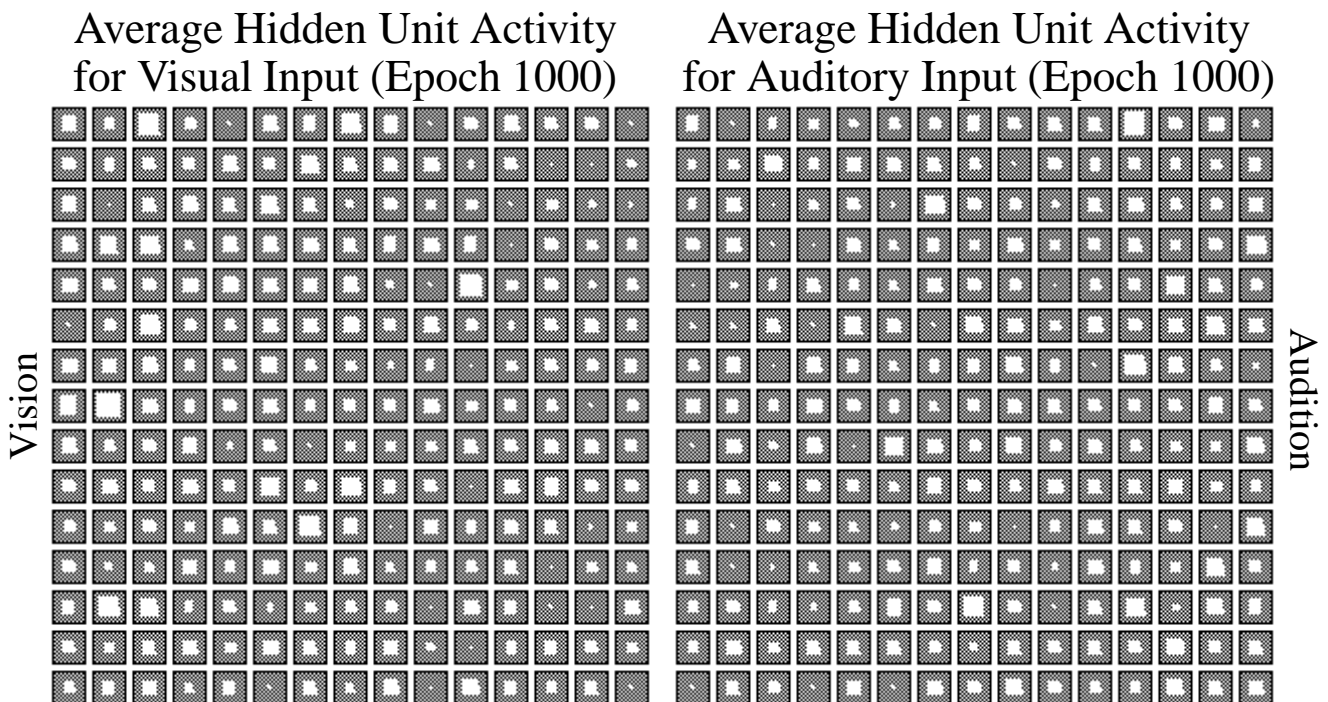 Average Hidden Unit Activity
for Visual Input (Epoch 1000)
Average Hidden Unit Activity
for Auditory Input (Epoch 1000)
Vision
Audition